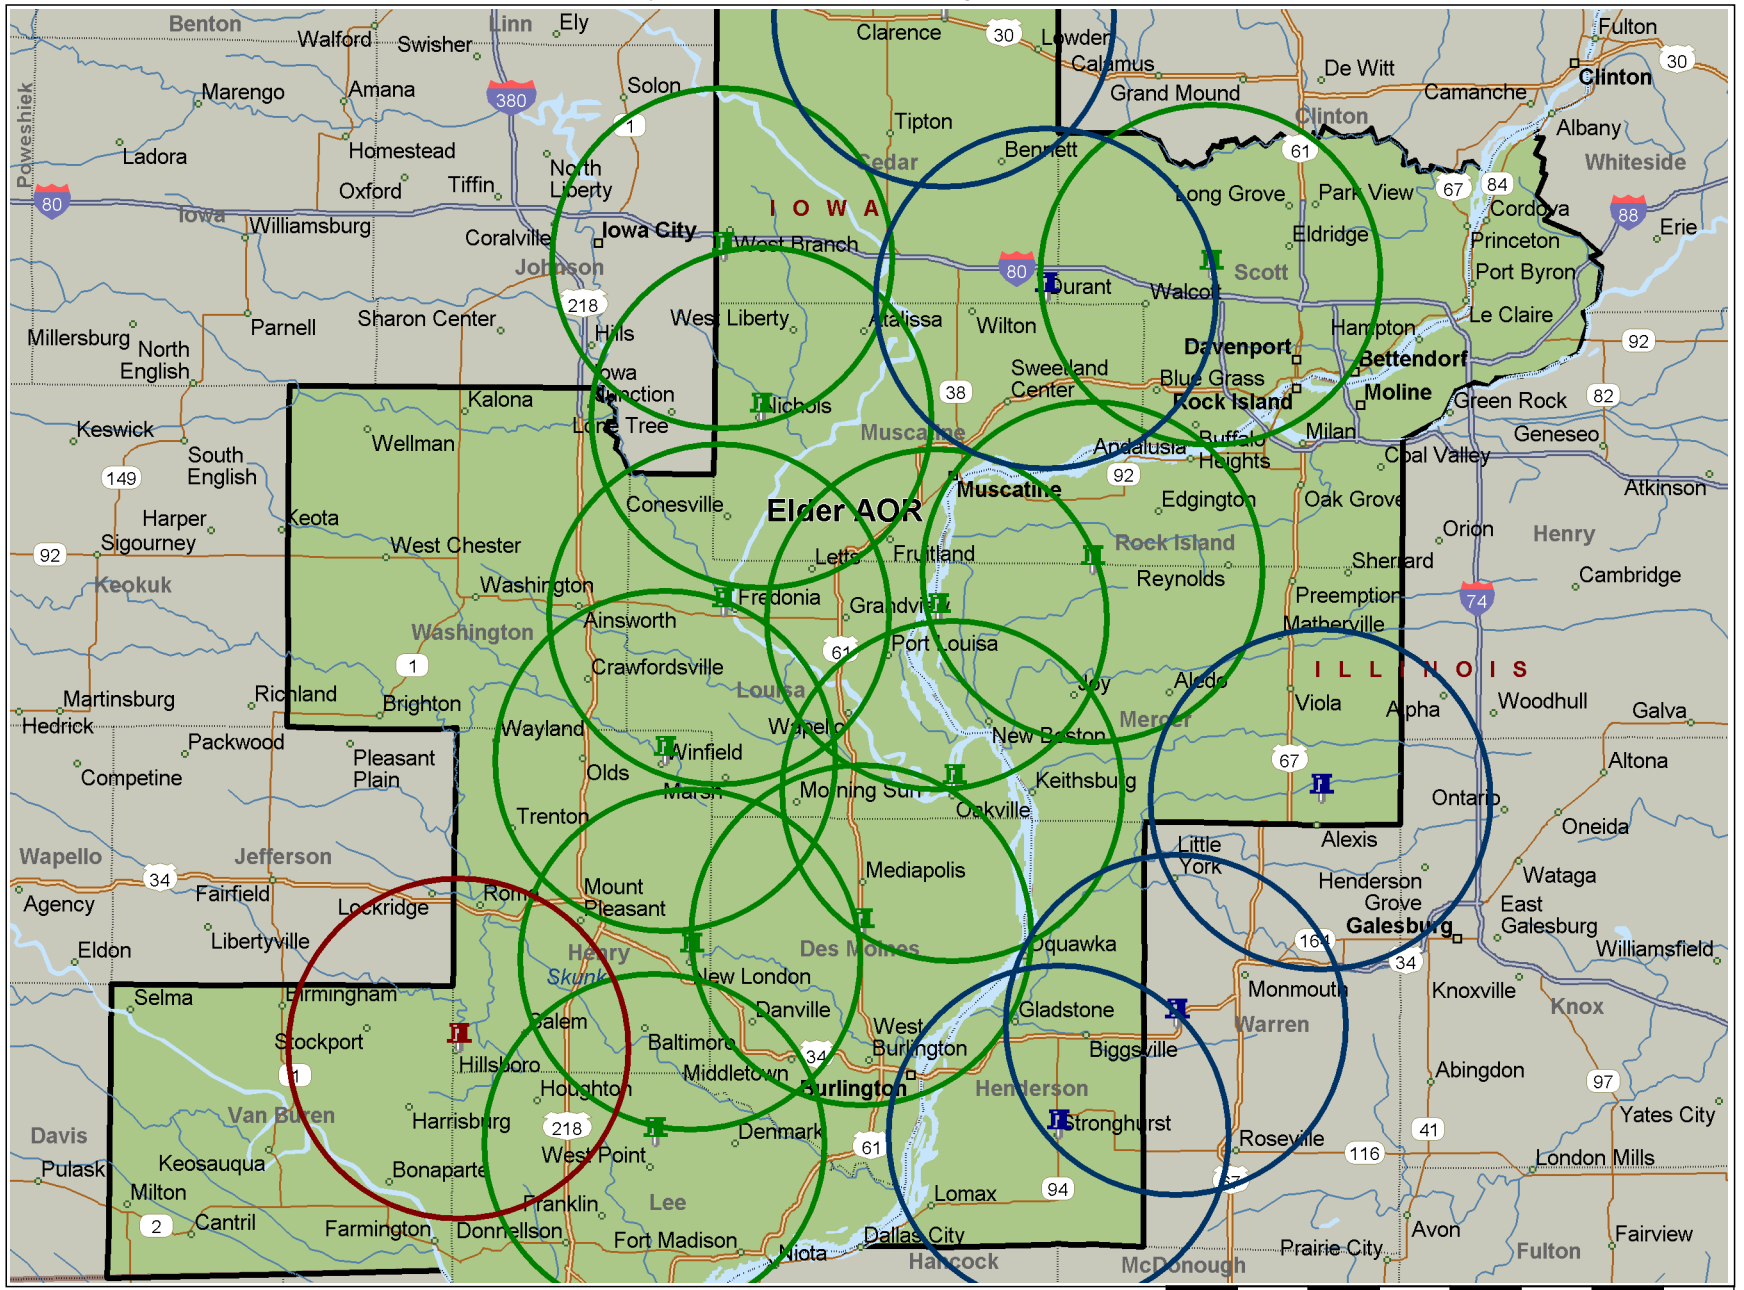 Benton
Linn
Ely
Walford
Swisher
Clarence
30
Lowden
Calamus
De Witt
Fulton
30
Clinton
Marengo
Amana
380
Solon
Grand Mound
Camanche
Poweshiek
1
Tipton
Clinton
Albany
Ladora
Homestead
North
Liberty
Cedar
Bennett
61
Whiteside
Oxford
Tiffin
Long Grove
Park View
67
84
80
Iowa
I O W A
Cordova
88
Williamsburg
Coralville
Iowa City
West Branch
Eldridge
Princeton
Erie
Johnson
80
Scott
Port Byron
218
Durant
Walcott
Le Claire
Millersburg
Parnell
Sharon Center
Hills
West Liberty
Atalissa
Wilton
Hampton
92
North
English
Davenport
Bettendorf
Iowa
Junction
Sweetland
Center
Blue Grass
Moline
82
Kalona
Nichols
38
Rock Island
Green Rock
Keswick
Wellman
Lone Tree
Muscatine
Andalusia
Buffalo
Heights
Milan
Geneseo
South
English
149
Coal Valley
92
Muscatine
Atkinson
Conesville
Elder AOR
Edgington
Oak Grove
Harper
Keota
Orion
Henry
92
Sigourney
West Chester
Letts
Fruitland
Rock Island
Sherrard
Keokuk
Washington
Reynolds
Cambridge
Fredonia
Grandview
Preemption
74
Ainsworth
Matherville
Washington
61
Port Louisa
1
Crawfordsville
I L L I N O I S
Martinsburg
Richland
Louisa
Joy
Aledo
Hedrick
Brighton
Viola
Alpha
Woodhull
Galva
Wayland
Wapello
Mercer
Packwood
Pleasant
Plain
Winfield
New Boston
67
Altona
Competine
Olds
Marsh
Morning Sun
Keithsburg
Oakville
Ontario
Trenton
Oneida
Alexis
Wapello
Jefferson
Little
York
34
Mediapolis
Henderson
Grove
Wataga
Agency
Fairfield
Lockridge
Rome
Mount
Pleasant
East
Galesburg
Galesburg
Libertyville
Eldon
Henry
Des Moines
Oquawka
164
34
Williamsfield
Skunk
New London
Selma
Birmingham
Monmouth
Knoxville
Knox
Danville
Gladstone
Salem
Warren
Stockport
Baltimore
West
Burlington
Hillsboro
34
Biggsville
1
Middletown
Burlington
Abingdon
Houghton
Henderson
97
Van Buren
Harrisburg
218
Stronghurst
Yates City
Davis
Denmark
41
Keosauqua
West Point
61
Roseville
116
London Mills
Pulask
Bonaparte
Milton
94
67
2
Cantril
Franklin
Lee
Lomax
Avon
Farmington
Donnellson
Fort Madison
Dallas City
Fairview
Niota
Prairie City
Fulton
Hancock
McDonough